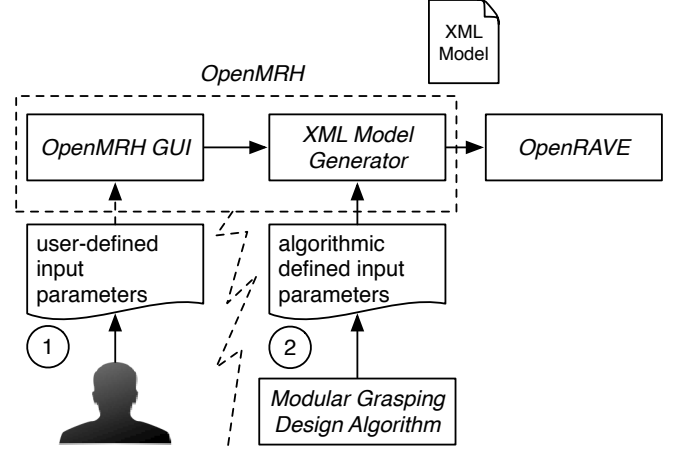 XML
Model
OpenMRH
OpenMRH GUI
XML Model
Generator
OpenRAVE
user-defined
input
parameters
algorithmic
defined input
parameters
1
2
Modular Grasping
Design Algorithm